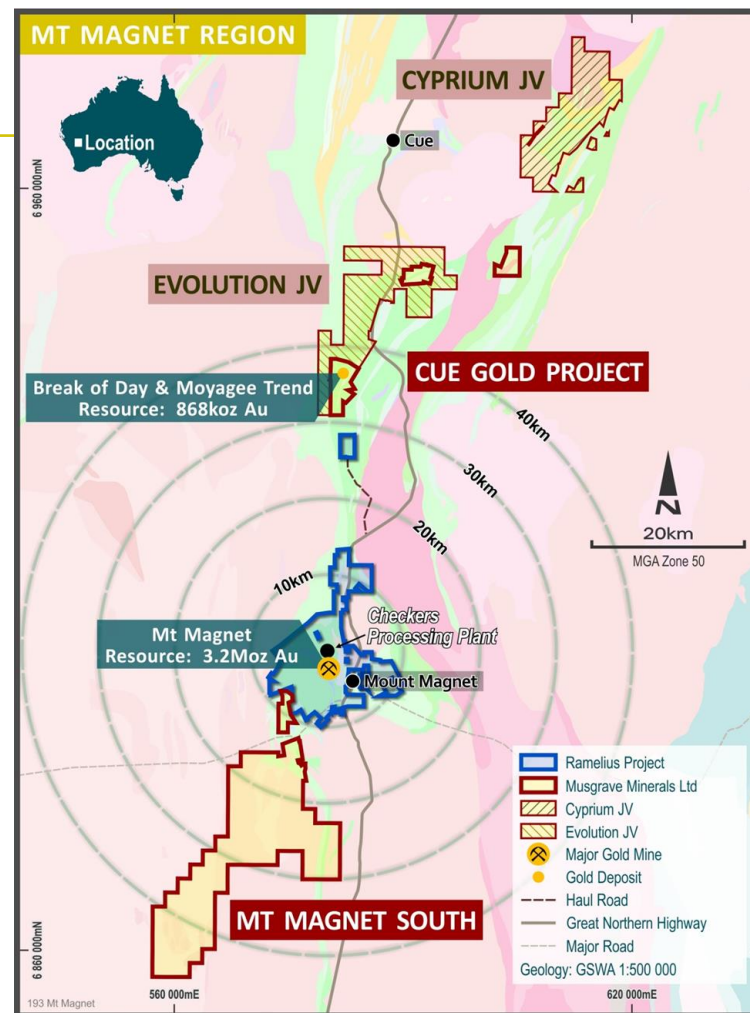 MT MAGNET REGION
CYPRIUM JV
Location
Cue
6 960 000mN
EVOLUTION JV
CUE GOLD PROJECT
Break of Day & Moyagee Trend
Resource: 868koz Au
40km
30km
20km
10km
N
20km
MGA Zone 50
Checkers
Processing Plant
Mt Magnet
Resource: 3.2Moz Au
Mount Magnet
MT MAGNET SOUTH
Ramelius Project
Musgrave Minerals Ltd
Cyprium JV
Evolution JV
Major Gold Mine
Gold Deposit
Haul Road
Great Northern Highway
Major Road
Geology: GSWA 1:500 000
6 860 000mN
193 Mt Magnet
560 000mE
620 000mE